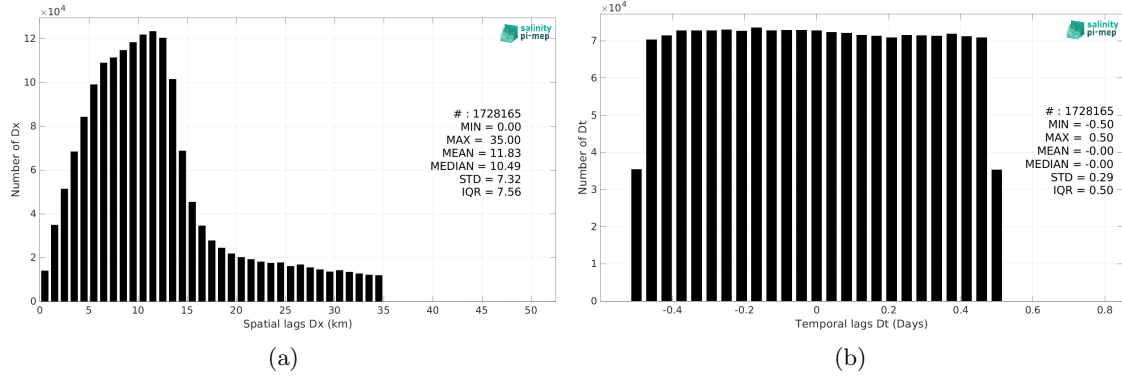 ×10⁴
12
10
8
6
4
2
0
Number of Dx
salinity
pi-mep
# : 1728165
MIN = 0.00
MAX = 35.00
MEAN = 11.83
MEDIAN = 10.49
STD = 7.32
IQR = 7.56
0 5 10 15 20 25 30 35 40 45 50
Spatial lags Dx (km)
(a)
×10⁴
7
6
5
4
3
2
1
0
Number of Dt
salinity
pi-mep
# : 1728165
MIN = -0.50
MAX = 0.50
MEAN = -0.00
MEDIAN = -0.00
STD = 0.29
IQR = 0.50
-0.4 -0.2 0 0.2 0.4 0.6 0.8
Temporal lags Dt (Days)
(b)